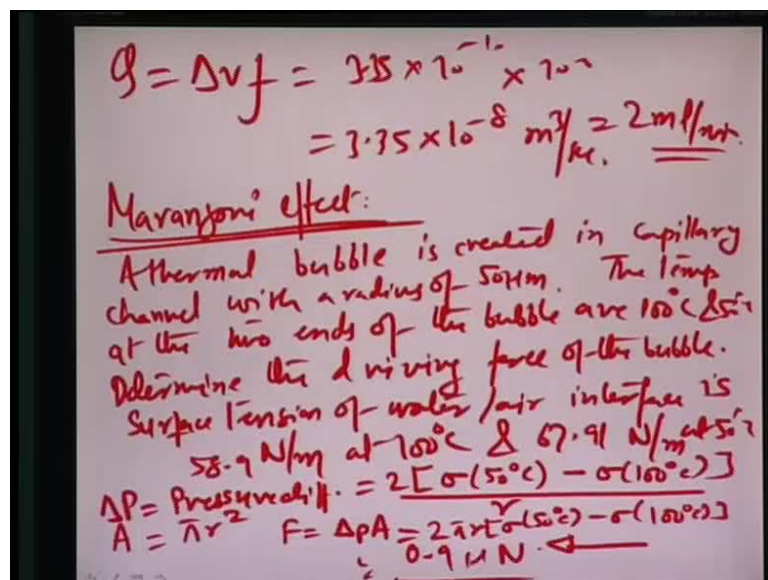 Q = Δv f = 3.35 × 10⁻¹⁰ × 100
= 3.35 × 10⁻⁸ m³/sec. = 2 ml/mt.
Maranjoni effect:
A thermal bubble is created in capillary
channel with a radius of 50 μm. The Temp
at the two ends of the bubble are 100°C & 50°C
Determine the driving force of the bubble.
Surface Tension of water/air interface is
58.9 N/m at 100°C & 67.91 N/m at 50°C
ΔP = Pressure diff. = 2[σ(50°C) − σ(100°C)]
r
A = πr² F = ΔpA = 2πr[σ(50°C) − σ(100°C)]
0.9 μN.